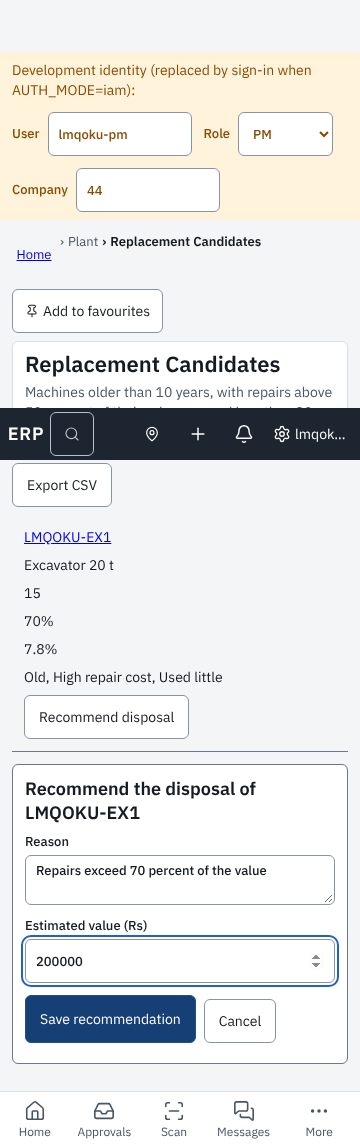 Development identity (replaced by sign-in when
AUTH_MODE=iam):
User lmqoku-pm Role PM
Company 44
Home › Plant › Replacement Candidates
Add to favourites
Replacement Candidates
Machines older than 10 years, with repairs above
ERP lmqok...
Export CSV
LMQOKU-EX1
Excavator 20 t
15
70%
7.8%
Old, High repair cost, Used little
Recommend disposal
Recommend the disposal of
LMQOKU-EX1
Reason
Repairs exceed 70 percent of the value
Estimated value (Rs)
200000
Save recommendation Cancel
Home Approvals Scan Messages More